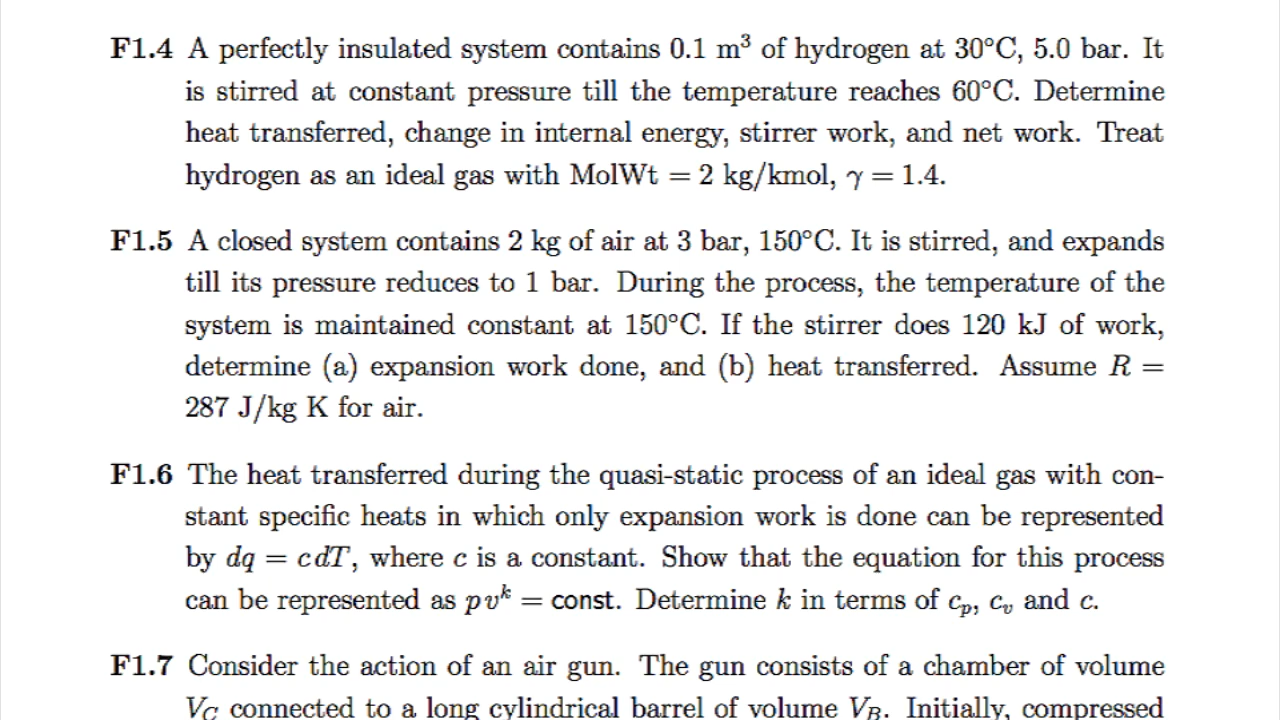 F1.4 A perfectly insulated system contains 0.1 m³ of hydrogen at 30°C, 5.0 bar. It
is stirred at constant pressure till the temperature reaches 60°C. Determine
heat transferred, change in internal energy, stirrer work, and net work. Treat
hydrogen as an ideal gas with MolWt = 2 kg/kmol, γ = 1.4.
F1.5 A closed system contains 2 kg of air at 3 bar, 150°C. It is stirred, and expands
till its pressure reduces to 1 bar. During the process, the temperature of the
system is maintained constant at 150°C. If the stirrer does 120 kJ of work,
determine (a) expansion work done, and (b) heat transferred. Assume R =
287 J/kg K for air.
F1.6 The heat transferred during the quasi-static process of an ideal gas with con-
stant specific heats in which only expansion work is done can be represented
by dq = c dT, where c is a constant. Show that the equation for this process
can be represented as pvᵏ = const. Determine k in terms of cₚ, cᵥ and c.
F1.7 Consider the action of an air gun. The gun consists of a chamber of volume
V_C connected to a long cylindrical barrel of volume V_B. Initially, compressed